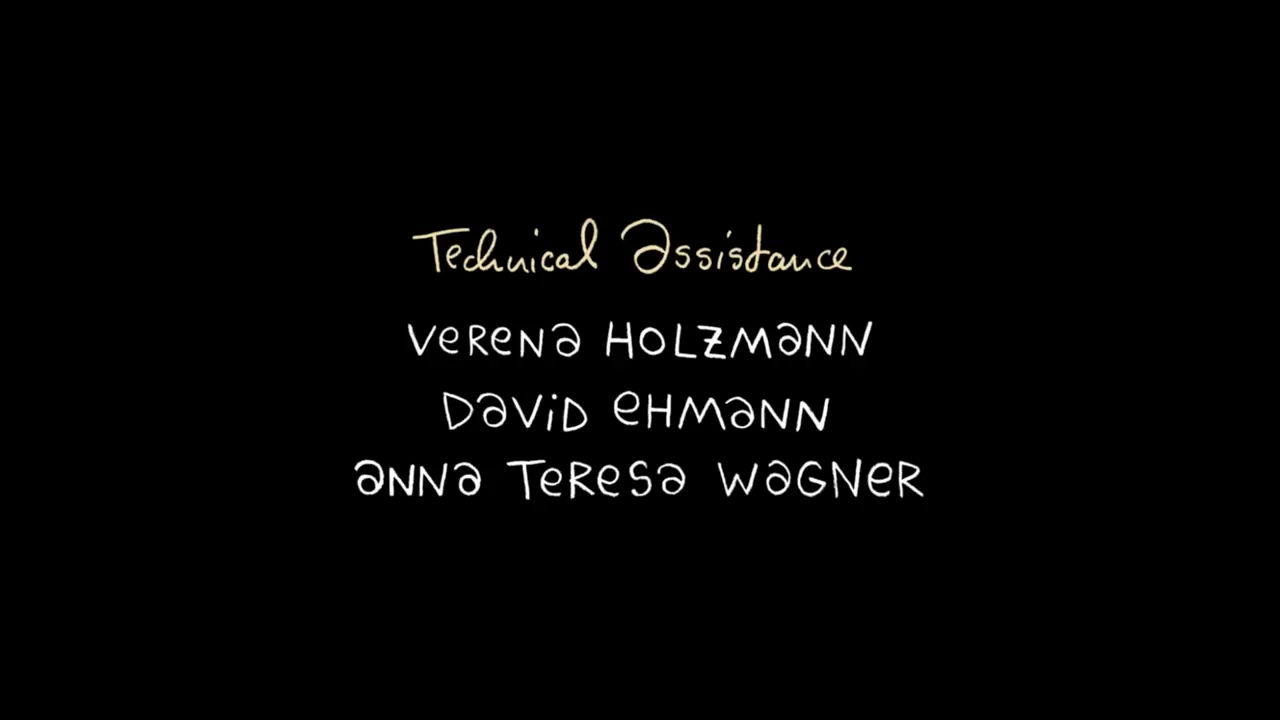 Technical Assistance
Verena Holzmann
David Ehmann
Anna Teresa Wagner